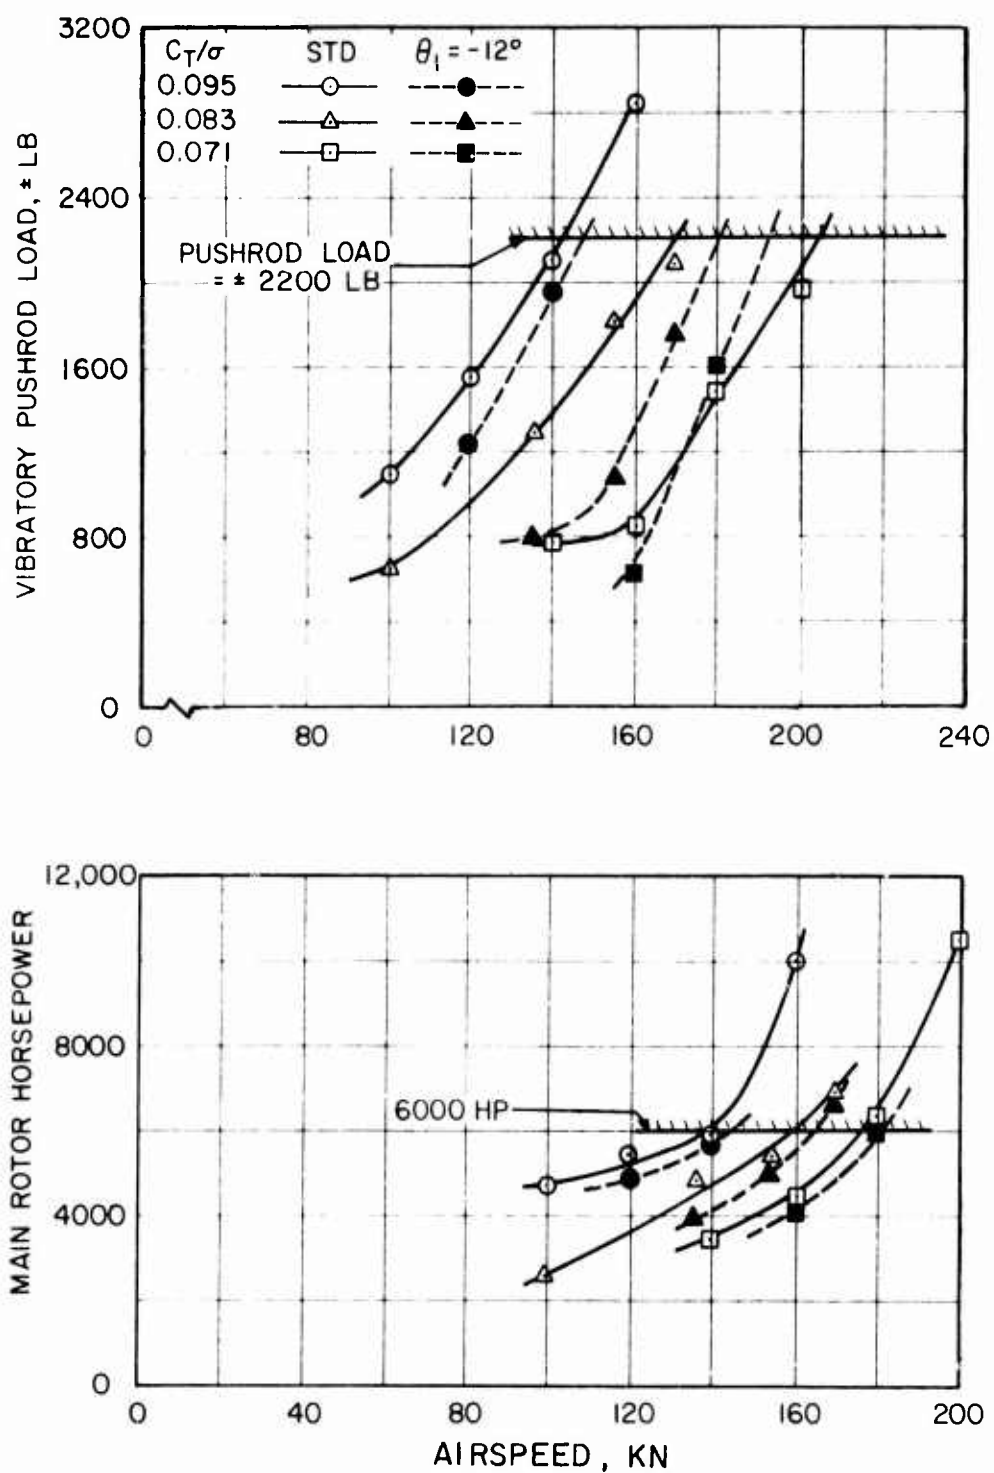 3200
C_T/σ STD θ₁ = -12°
0.095
0.083
0.071
2400
PUSHROD LOAD
= ± 2200 LB
1600
800
0
VIBRATORY PUSHROD LOAD, ± LB
0 80 120 160 200 240
12,000
8000
6000 HP
4000
0
MAIN ROTOR HORSEPOWER
0 40 80 120 160 200
AIRSPEED, KN